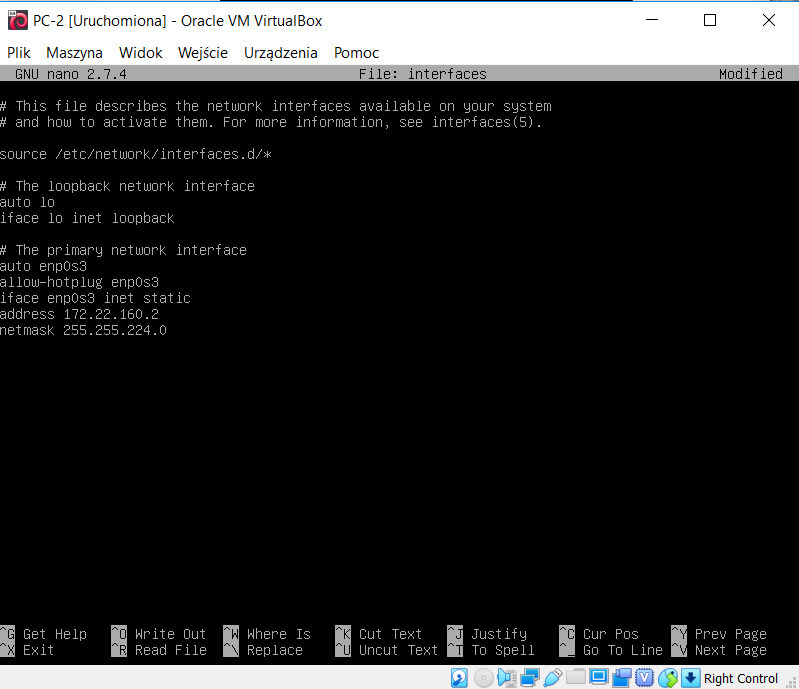 PC-2 [Uruchomiona] - Oracle VM VirtualBox
Plik Maszyna Widok Wejście Urządzenia Pomoc
GNU nano 2.7.4 File: interfaces Modified
# This file describes the network interfaces available on your system
# and how to activate them. For more information, see interfaces(5).
source /etc/network/interfaces.d/*
# The loopback network interface
auto lo
iface lo inet loopback
# The primary network interface
auto enp0s3
allow-hotplug enp0s3
iface enp0s3 inet static
address 172.22.160.2
netmask 255.255.224.0
^G Get Help ^O Write Out ^W Where Is ^K Cut Text ^J Justify ^C Cur Pos ^Y Prev Page
^X Exit ^R Read File ^\ Replace ^U Uncut Text ^T To Spell ^_ Go To Line ^V Next Page
Right Control